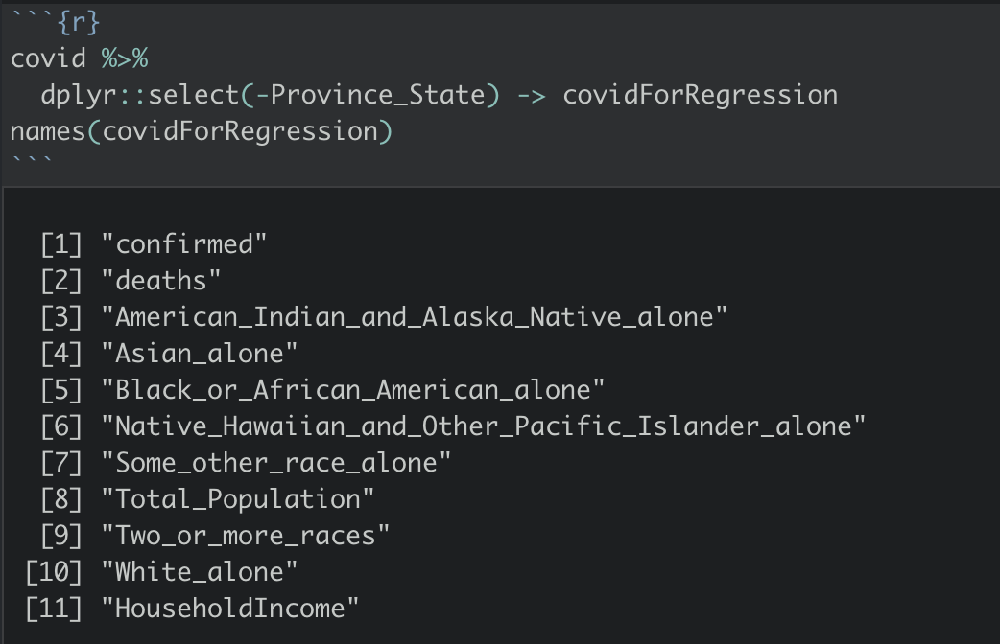 ```{r}
covid %>%
  dplyr::select(-Province_State) -> covidForRegression
names(covidForRegression)
```
[1] "confirmed"
[2] "deaths"
[3] "American_Indian_and_Alaska_Native_alone"
[4] "Asian_alone"
[5] "Black_or_African_American_alone"
[6] "Native_Hawaiian_and_Other_Pacific_Islander_alone"
[7] "Some_other_race_alone"
[8] "Total_Population"
[9] "Two_or_more_races"
[10] "White_alone"
[11] "HouseholdIncome"